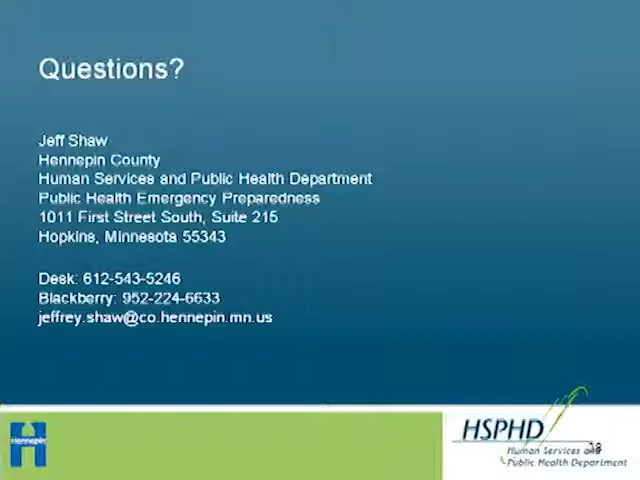 Questions?
Jeff Shaw
Hennepin County
Human Services and Public Health Department
Public Health Emergency Preparedness
1011 First Street South, Suite 215
Hopkins, Minnesota 55343
Desk: 612-543-5246
Blackberry: 952-224-6633
jeffrey.shaw@co.hennepin.mn.us
Hennepin
HSPHD
Human Services and
Public Health Department